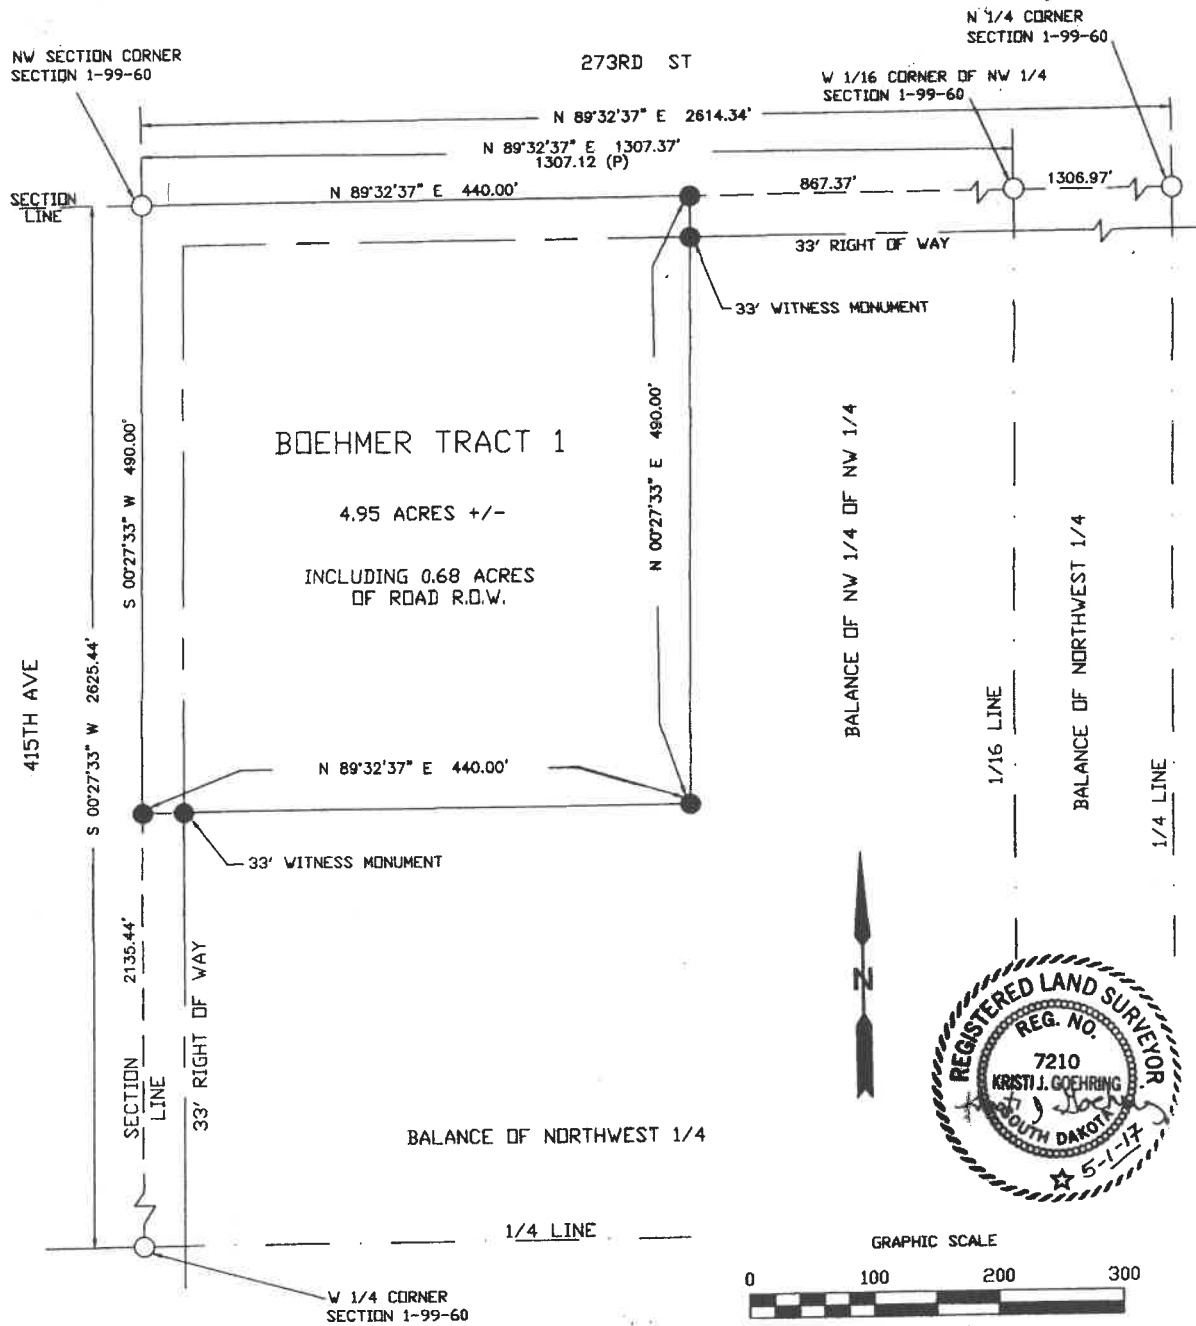 N 1/4 CORNER
SECTION 1-99-60
NW SECTION CORNER
SECTION 1-99-60
273RD ST
W 1/16 CORNER OF NW 1/4
SECTION 1-99-60
N 89°32'37" E 2614.34'
N 89°32'37" E 1307.37'
1307.12 (P)
SECTION
LINE
N 89°32'37" E 440.00'
867.37'
1306.97'
33' RIGHT OF WAY
33' WITNESS MONUMENT
S 00°27'33" W 490.00'
N 00°27'33" E 490.00'
BOEHMER TRACT 1
4.95 ACRES +/-
INCLUDING 0.68 ACRES
OF ROAD R.O.W.
BALANCE OF NW 1/4 OF NW 1/4
BALANCE OF NORTHWEST 1/4
1/16 LINE
1/4 LINE
415TH AVE
S 00°27'33" W 2625.44'
N 89°32'37" E 440.00'
33' WITNESS MONUMENT
2135.44'
SECTION
LINE
33' RIGHT OF WAY
N
BALANCE OF NORTHWEST 1/4
REGISTERED LAND SURVEYOR
REG. NO.
7210
KRISTI J. GOEHRING
SOUTH DAKOTA
5-1-17
1/4 LINE
W 1/4 CORNER
SECTION 1-99-60
GRAPHIC SCALE
0 100 200 300